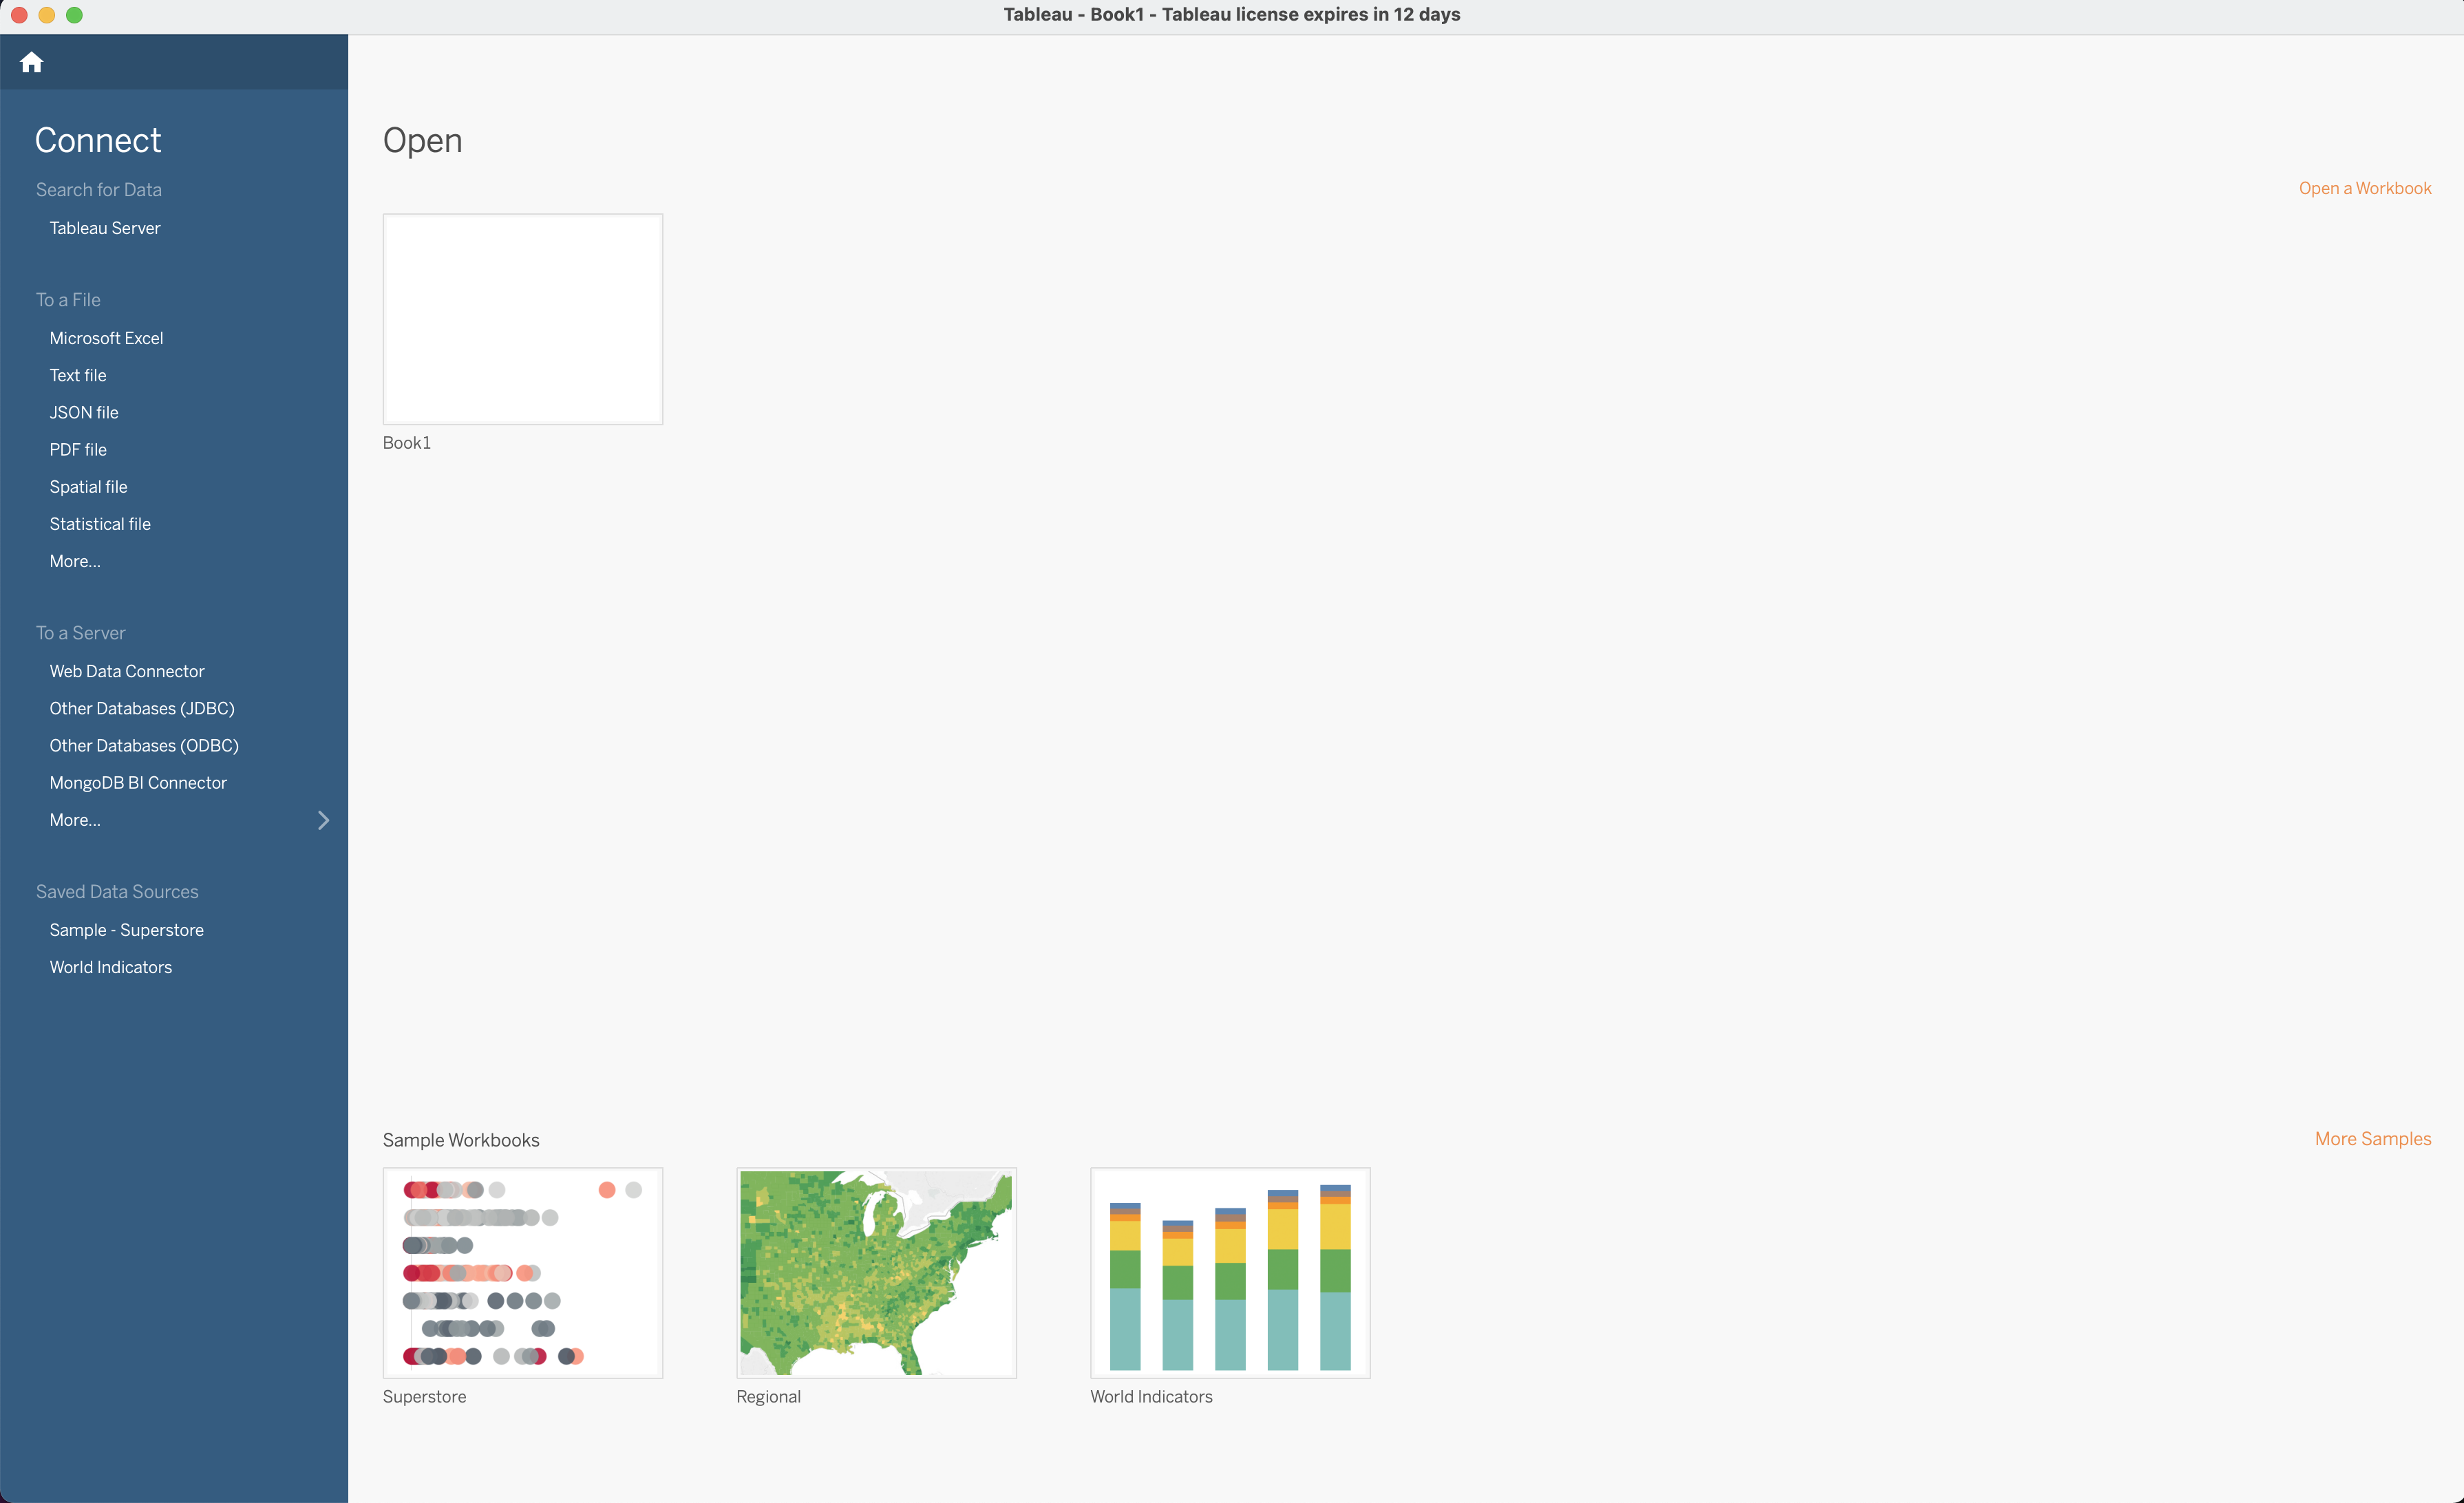 Tableau - Book1 - Tableau license expires in 12 days
Connect
Search for Data
Tableau Server
To a File
Microsoft Excel
Text file
JSON file
PDF file
Spatial file
Statistical file
More...
To a Server
Web Data Connector
Other Databases (JDBC)
Other Databases (ODBC)
MongoDB BI Connector
More...
Saved Data Sources
Sample - Superstore
World Indicators
Open
Open a Workbook
Book1
Sample Workbooks
More Samples
Superstore
Regional
World Indicators